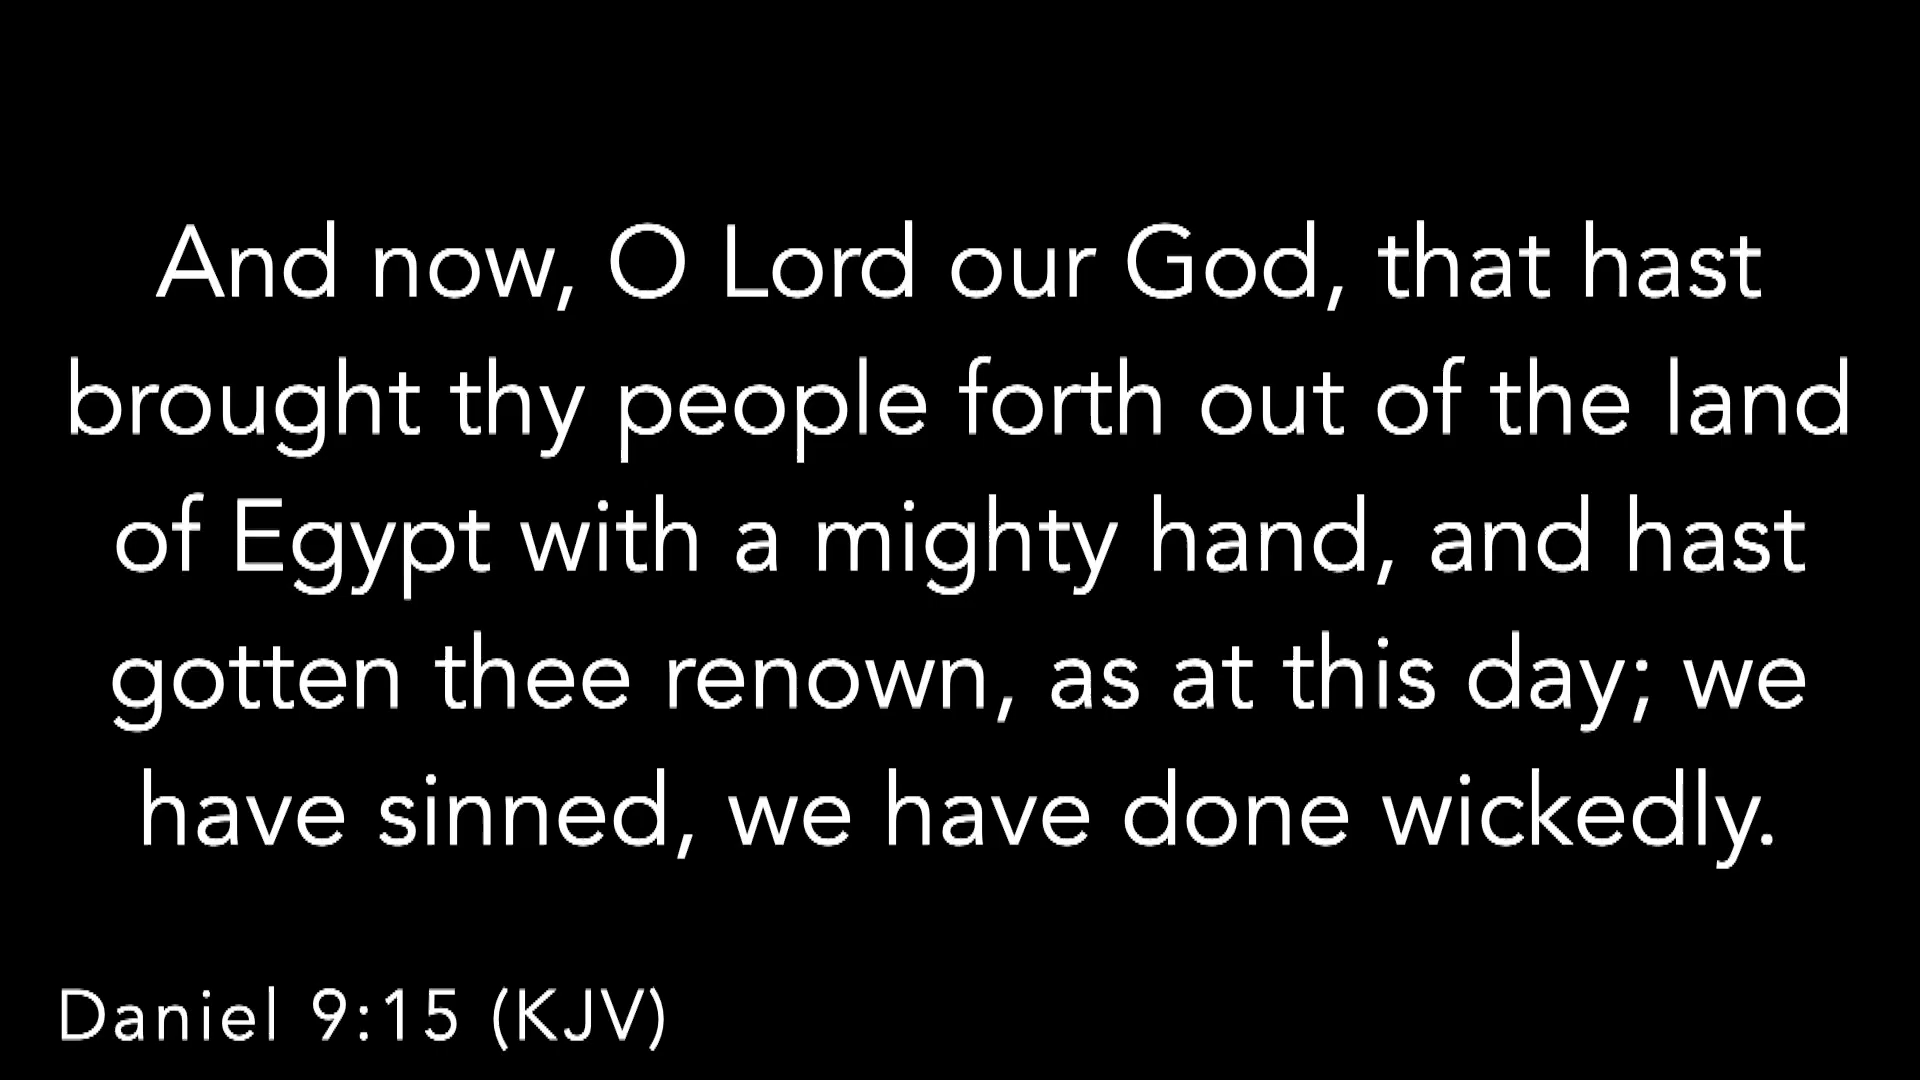 And now, O Lord our God, that hast
brought thy people forth out of the land
of Egypt with a mighty hand, and hast
gotten thee renown, as at this day; we
have sinned, we have done wickedly.
Daniel 9:15 (KJV)